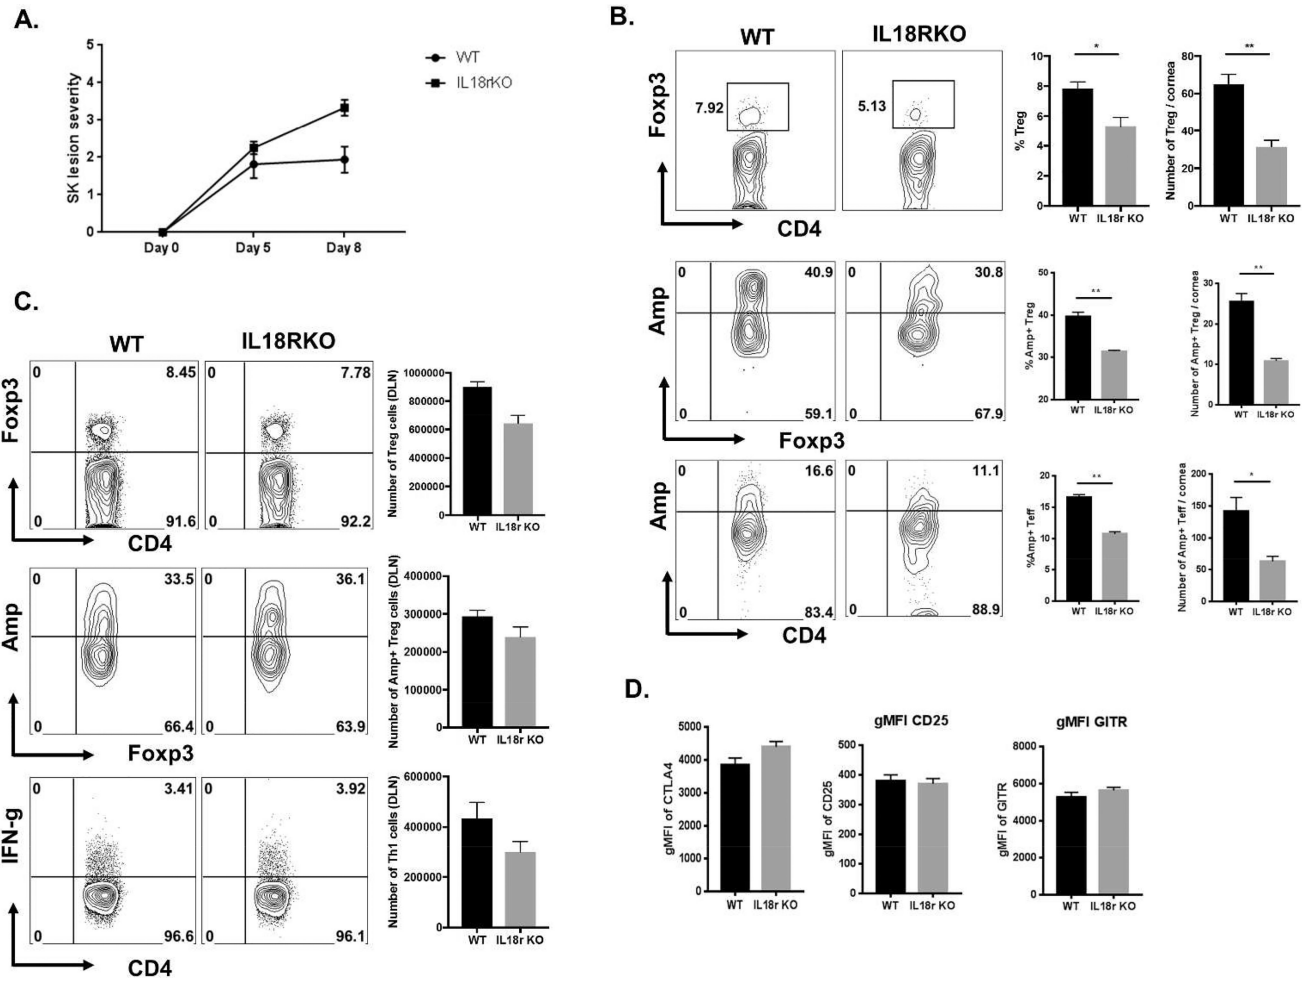 A.
5
4
3
2
1
0
SK lesion severity
WT
IL18rKO
Day 0 Day 5 Day 8
B.
WT IL18RKO
Foxp3
7.92 5.13
CD4
10
8
6
4
2
0
% Treg
*
WT IL18r KO
80
60
40
20
0
Number of Treg / cornea
**
WT IL18r KO
Amp
0 40.9 0 30.8
0 59.1 0 67.9
Foxp3
50
40
30
20
% Amp+ Treg
**
WT IL18r KO
30
20
10
0
Number of Amp+ Treg / cornea
**
WT IL18r KO
Amp
0 16.6 0 11.1
0 83.4 0 88.9
CD4
20
15
10
5
0
%Amp+ Teff
**
WT IL18r KO
200
150
100
50
0
Number of Amp+ Teff / cornea
*
WT IL18r KO
C.
WT IL18RKO
Foxp3
0 8.45 0 7.78
0 91.6 0 92.2
CD4
1000000
800000
600000
400000
200000
0
Number of Treg cells (DLN)
WT IL18r KO
Amp
0 33.5 0 36.1
0 66.4 0 63.9
Foxp3
400000
300000
200000
100000
0
Number of Amp+ Treg cells (DLN)
WT IL18r KO
IFN-g
0 3.41 0 3.92
0 96.6 0 96.1
CD4
600000
400000
200000
0
Number of Th1 cells (DLN)
WT IL18r KO
D.
5000
4000
3000
2000
1000
0
gMFI of CTLA4
WT IL18r KO
gMFI CD25
500
400
300
200
100
0
gMFI of CD25
WT IL18r KO
gMFI GITR
8000
6000
4000
2000
0
gMFI of GITR
WT IL18r KO